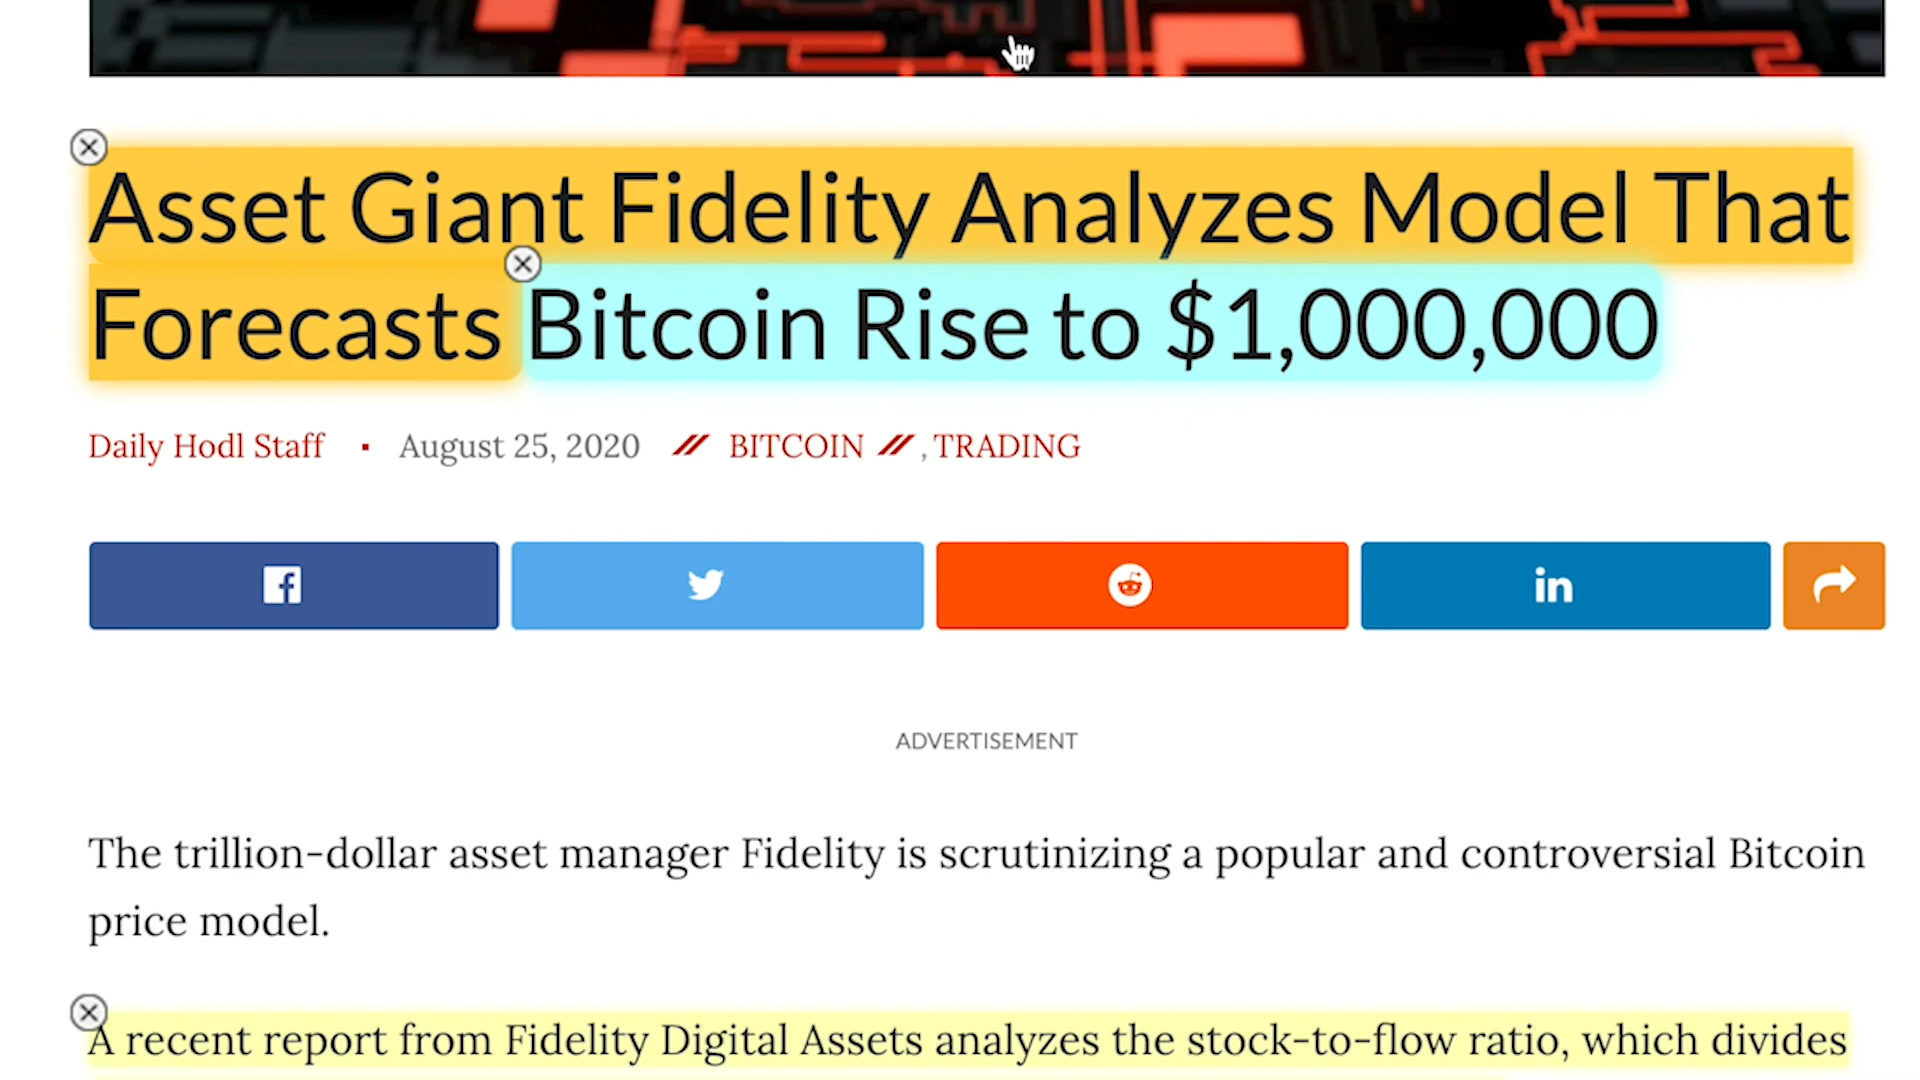 Asset Giant Fidelity Analyzes Model That
Forecasts Bitcoin Rise to $1,000,000
Daily Hodl Staff · August 25, 2020 // BITCOIN //, TRADING
ADVERTISEMENT
The trillion-dollar asset manager Fidelity is scrutinizing a popular and controversial Bitcoin
price model.
A recent report from Fidelity Digital Assets analyzes the stock-to-flow ratio, which divides